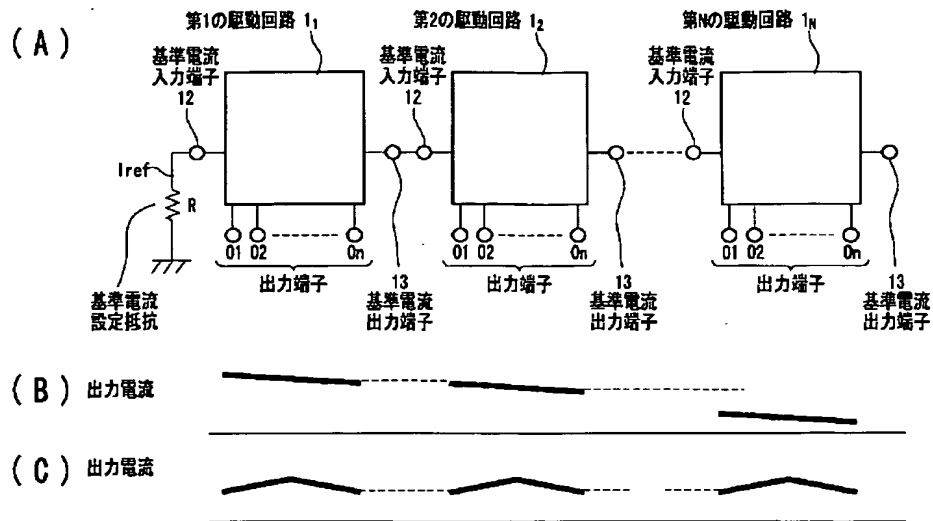 (A)
第1の駆動回路 1₁
第2の駆動回路 1₂
第Nの駆動回路 1N
基準電流
入力端子
12
基準電流
入力端子
12
基準電流
入力端子
12
Iref
R
01 02 0n
01 02 0n
01 02 0n
出力端子
出力端子
出力端子
基準電流
設定抵抗
13
基準電流
出力端子
13
基準電流
出力端子
13
基準電流
出力端子
(B) 出力電流
(C) 出力電流